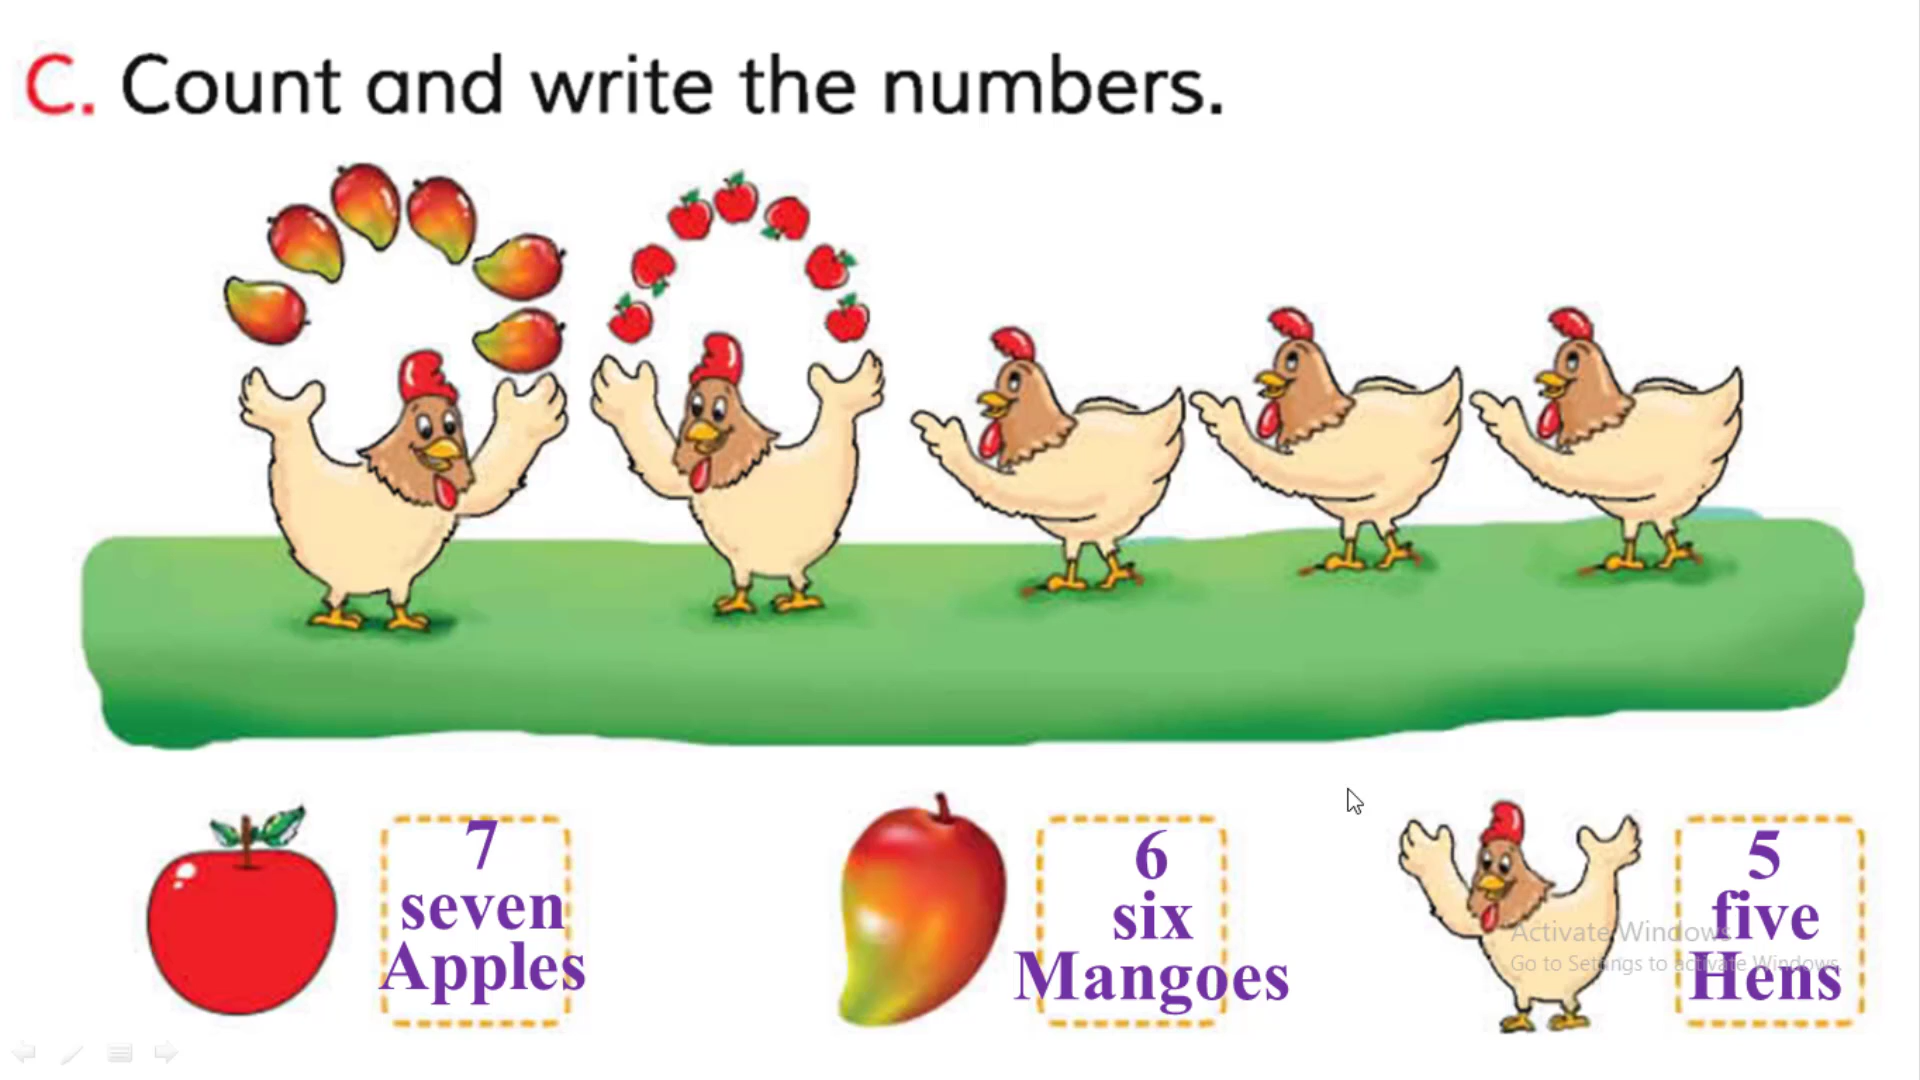 C. Count and write the numbers.
7
seven
Apples
6
six
Mangoes
5
five
Hens
Activate Windows
Go to Settings to activate Windows.